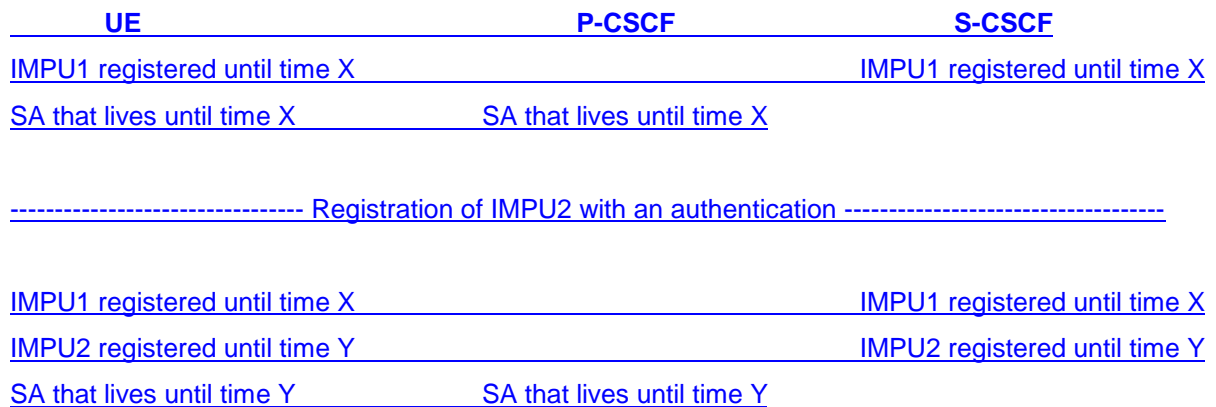 UE P-CSCF S-CSCF
IMPU1 registered until time X IMPU1 registered until time X
SA that lives until time X SA that lives until time X
--------------------------------- Registration of IMPU2 with an authentication ------------------------------------
IMPU1 registered until time X IMPU1 registered until time X
IMPU2 registered until time Y IMPU2 registered until time Y
SA that lives until time Y SA that lives until time Y